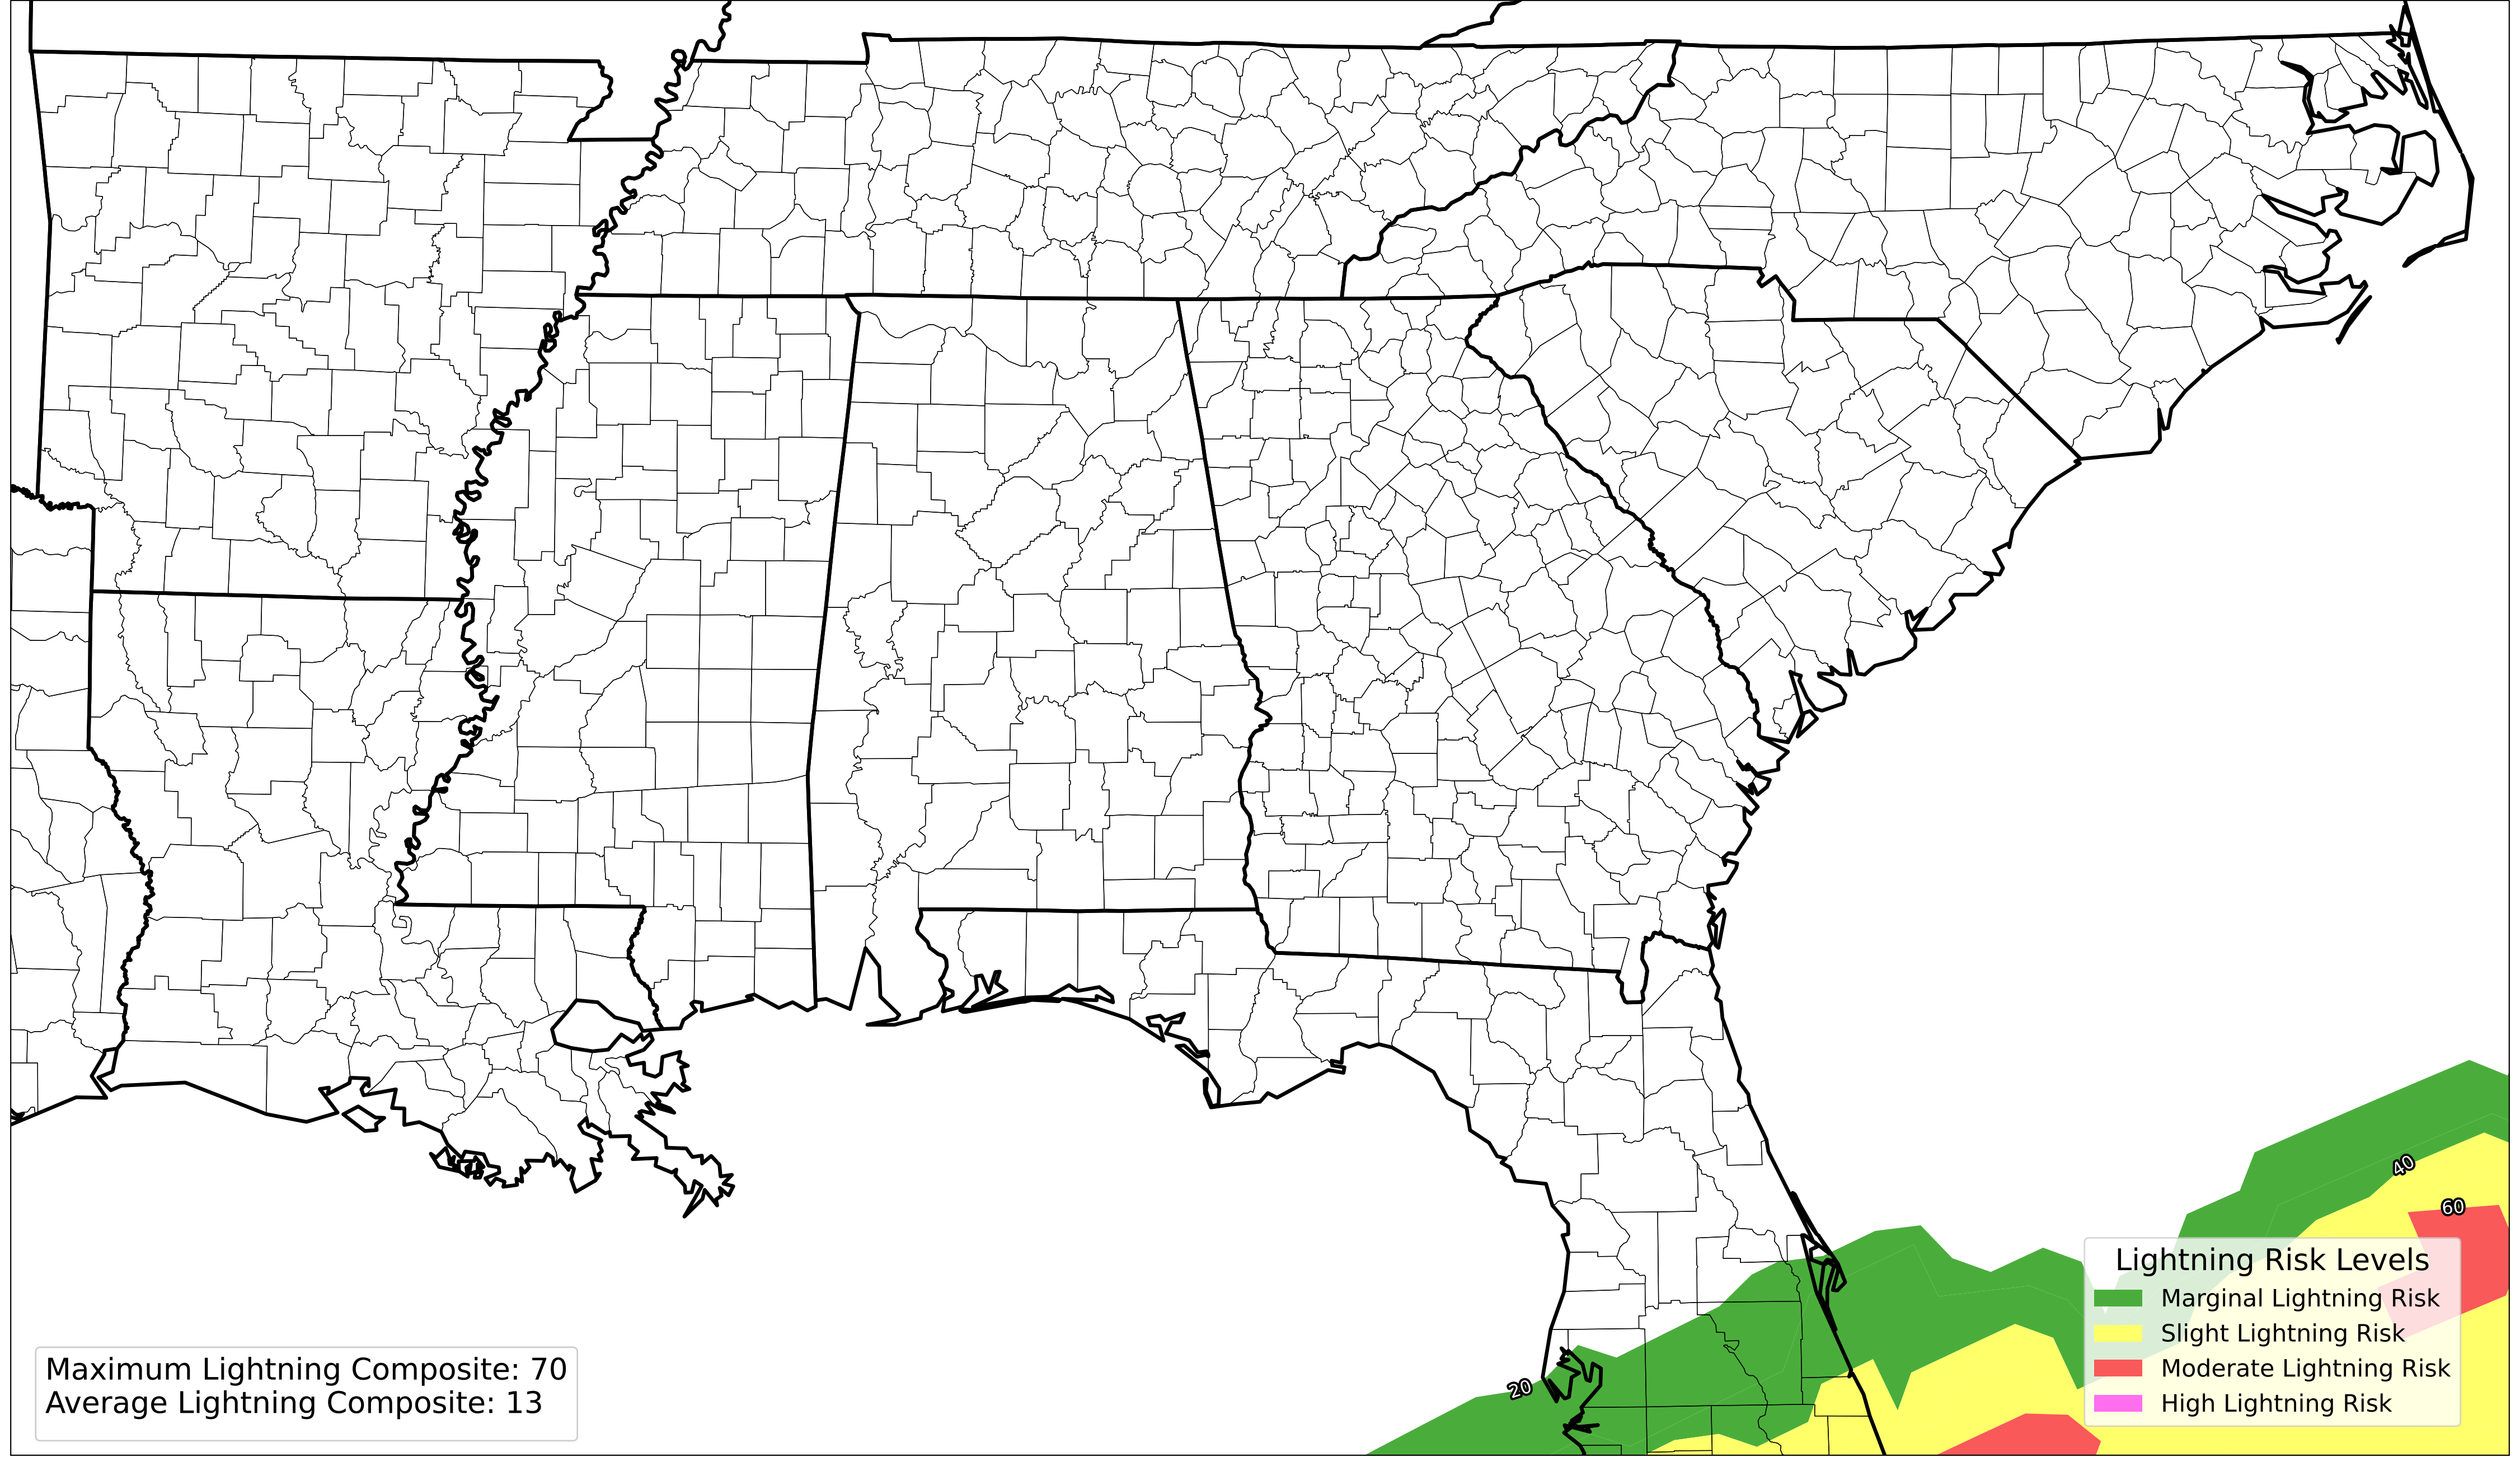 40
60
Lightning Risk Levels
Marginal Lightning Risk
Slight Lightning Risk
Moderate Lightning Risk
High Lightning Risk
20
Maximum Lightning Composite: 70
Average Lightning Composite: 13